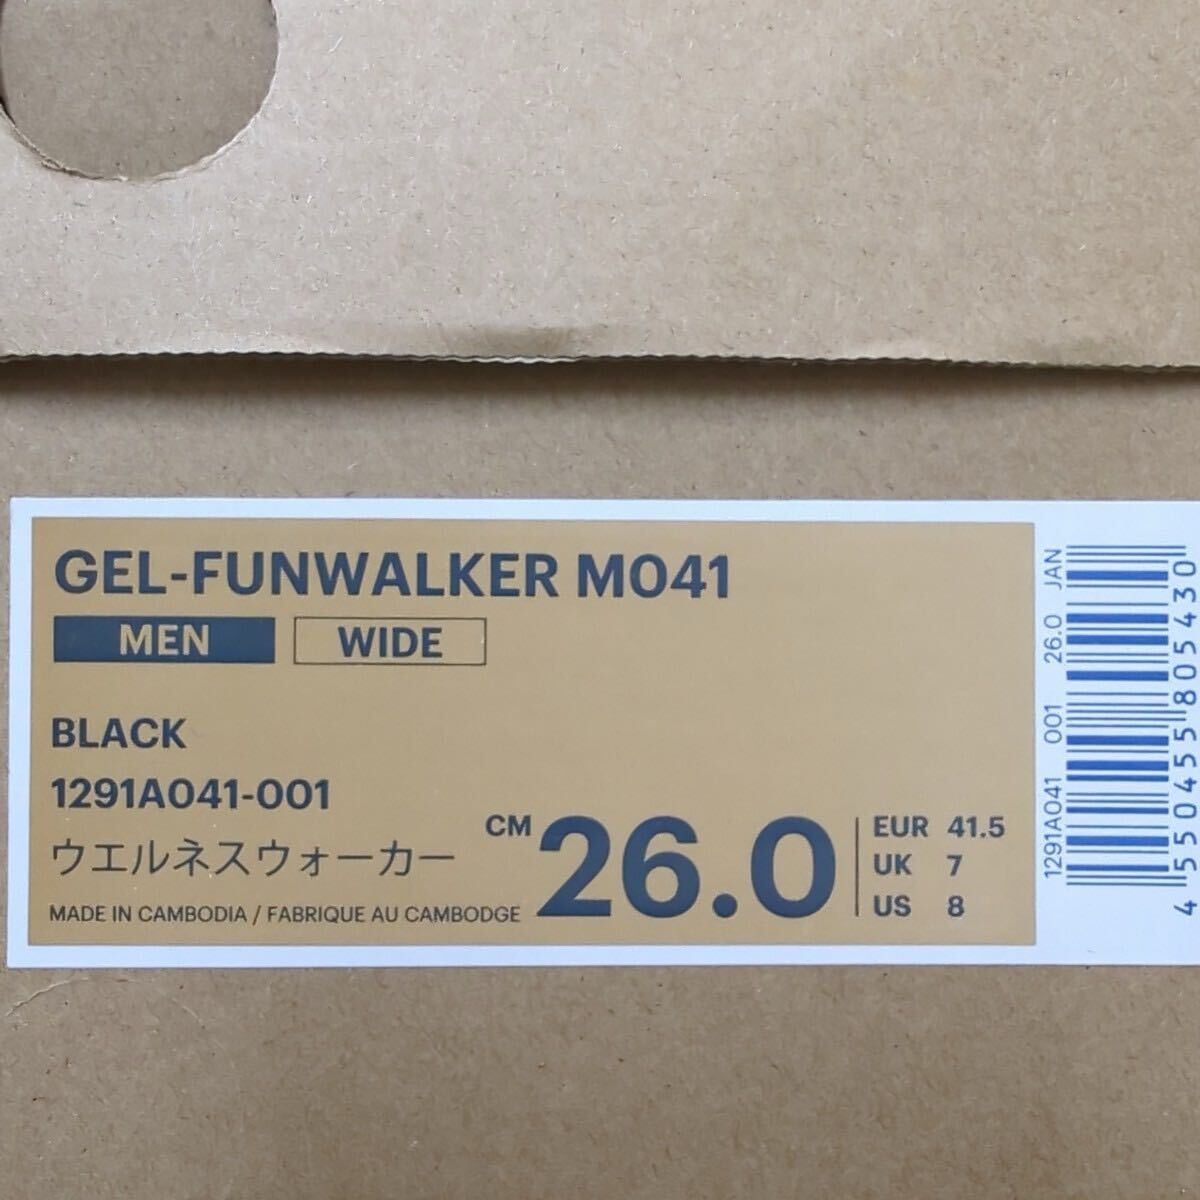 GEL-FUNWALKER M041
MEN WIDE
BLACK
1291A041-001
ウエルネスウォーカー
MADE IN CAMBODIA / FABRIQUE AU CAMBODGE
CM 26.0
EUR 41.5
UK 7
US 8
1291A041 001 26.0 JAN
4 550455 805430